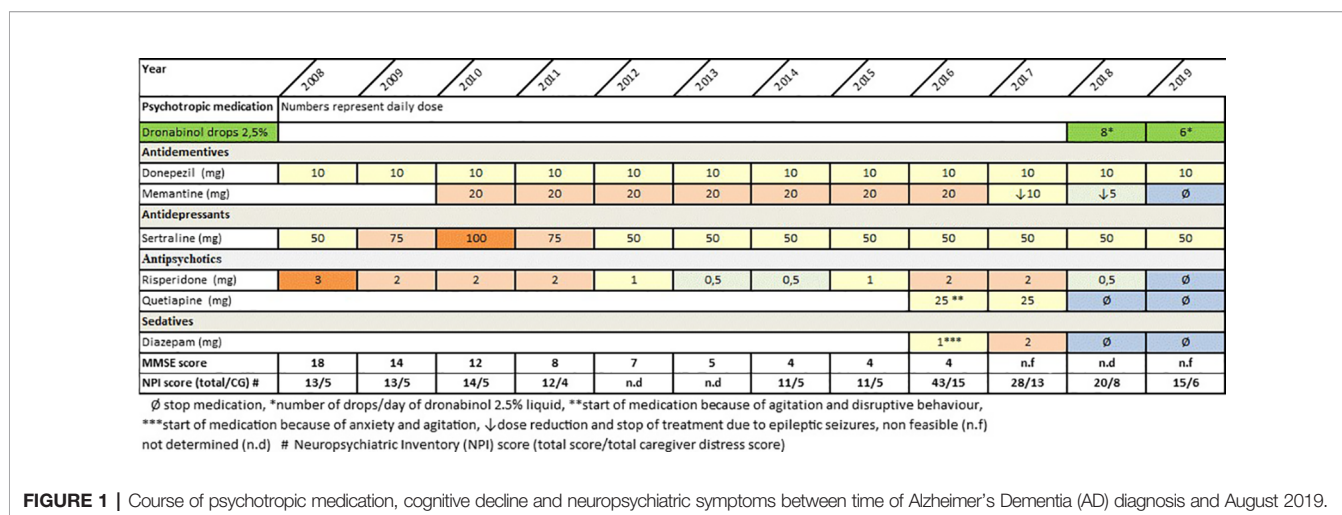 Year 2008 2009 2010 2011 2012 2013 2014 2015 2016 2017 2018 2019
Psychotropic medication Numbers represent daily dose
Dronabinol drops 2,5% 8* 6*
Antidementives
Donepezil (mg) 10 10 10 10 10 10 10 10 10 10 10 10
Memantine (mg) 20 20 20 20 20 20 20 ↓10 ↓5 Ø
Antidepressants
Sertraline (mg) 50 75 100 75 50 50 50 50 50 50 50 50
Antipsychotics
Risperidone (mg) 3 2 2 2 1 0,5 0,5 1 2 2 0,5 Ø
Quetiapine (mg) 25 ** 25 Ø Ø
Sedatives
Diazepam (mg) 1*** 2 Ø Ø
MMSE score 18 14 12 8 7 5 4 4 4 n.f n.d n.f
NPI score (total/CG) # 13/5 13/5 14/5 12/4 n.d n.d 11/5 11/5 43/15 28/13 20/8 15/6
Ø stop medication, *number of drops/day of dronabinol 2.5% liquid, **start of medication because of agitation and disruptive behaviour,
***start of medication because of anxiety and agitation, ↓dose reduction and stop of treatment due to epileptic seizures, non feasible (n.f)
not determined (n.d) # Neuropsychiatric Inventory (NPI) score (total score/total caregiver distress score)
FIGURE 1 | Course of psychotropic medication, cognitive decline and neuropsychiatric symptoms between time of Alzheimer's Dementia (AD) diagnosis and August 2019.